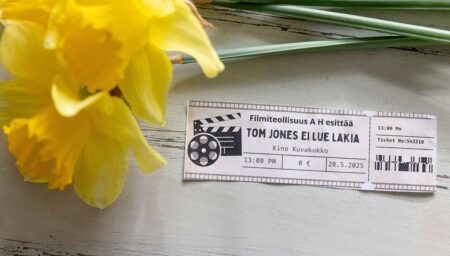 Filmiteollisuus A H esittää
TOM JONES EI LUE LAKIA
Kino Kuvakukko
13:00 PM
0 €
20.5.2025
13:00 Pm
Ticket No:543210